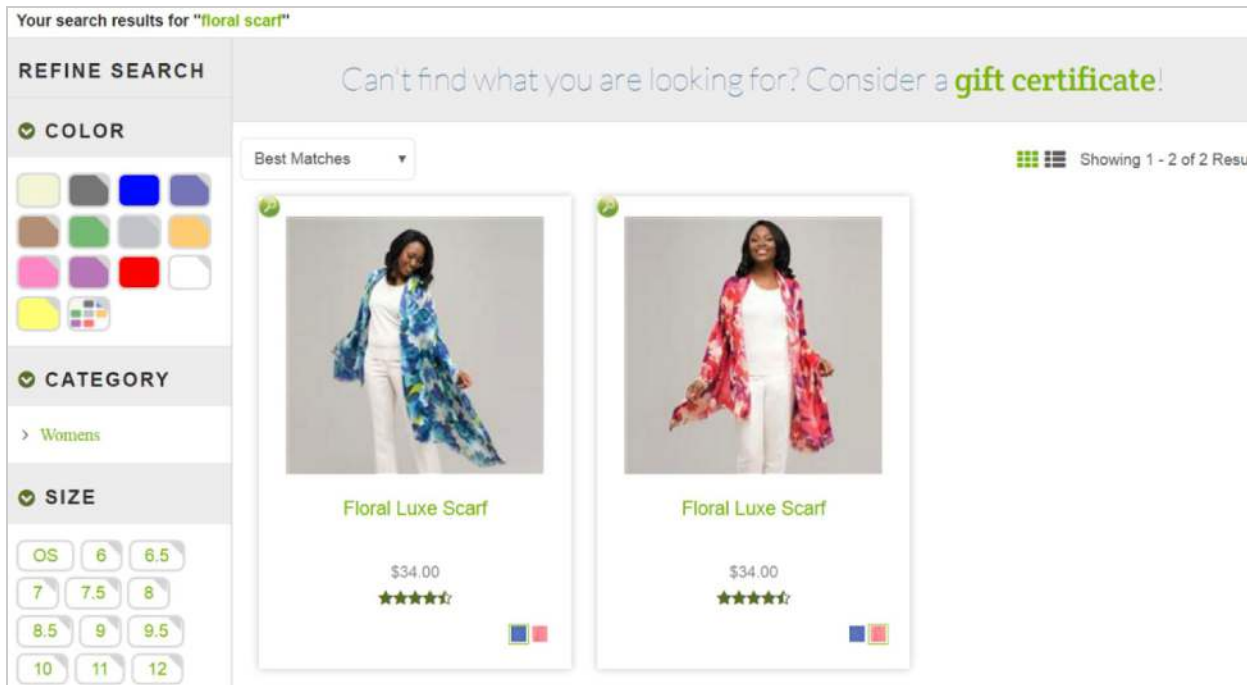 Your search results for "floral scarf"
REFINE SEARCH
Can't find what you are looking for? Consider a gift certificate!
COLOR
Best Matches
Showing 1 - 2 of 2 Resu
CATEGORY
Womens
SIZE
OS 6 6.5
7 7.5 8
8.5 9 9.5
10 11 12
Floral Luxe Scarf
$34.00
Floral Luxe Scarf
$34.00